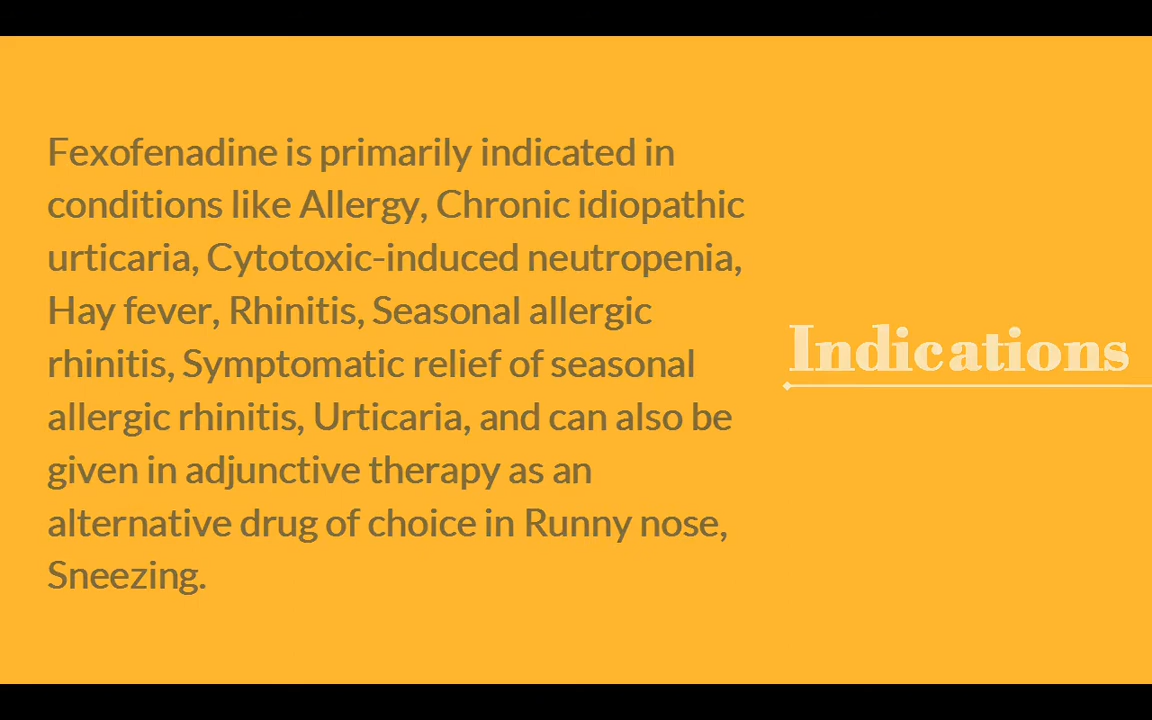 Fexofenadine is primarily indicated in
conditions like Allergy, Chronic idiopathic
urticaria, Cytotoxic-induced neutropenia,
Hay fever, Rhinitis, Seasonal allergic
rhinitis, Symptomatic relief of seasonal
allergic rhinitis, Urticaria, and can also be
given in adjunctive therapy as an
alternative drug of choice in Runny nose,
Sneezing.
Indications